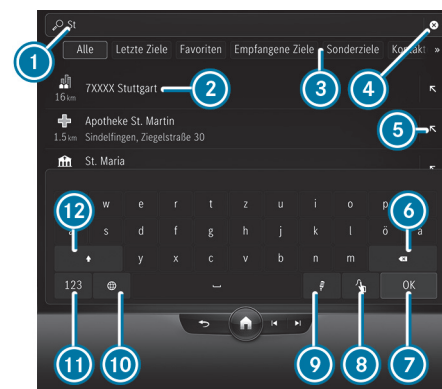 St
1
Alle Letzte Ziele Favoriten Empfangene Ziele Sonderziele Kontakt »
2
3
4
7XXXX Stuttgart
16 km
Apotheke St. Martin
1.5 km Sindelfingen, Ziegelstraße 30
5
St. Maria
12
6
w e r t z u i o p
a s d f g h j k l ö ä
y x c v b n m
123 OK
11
10
9
8
7